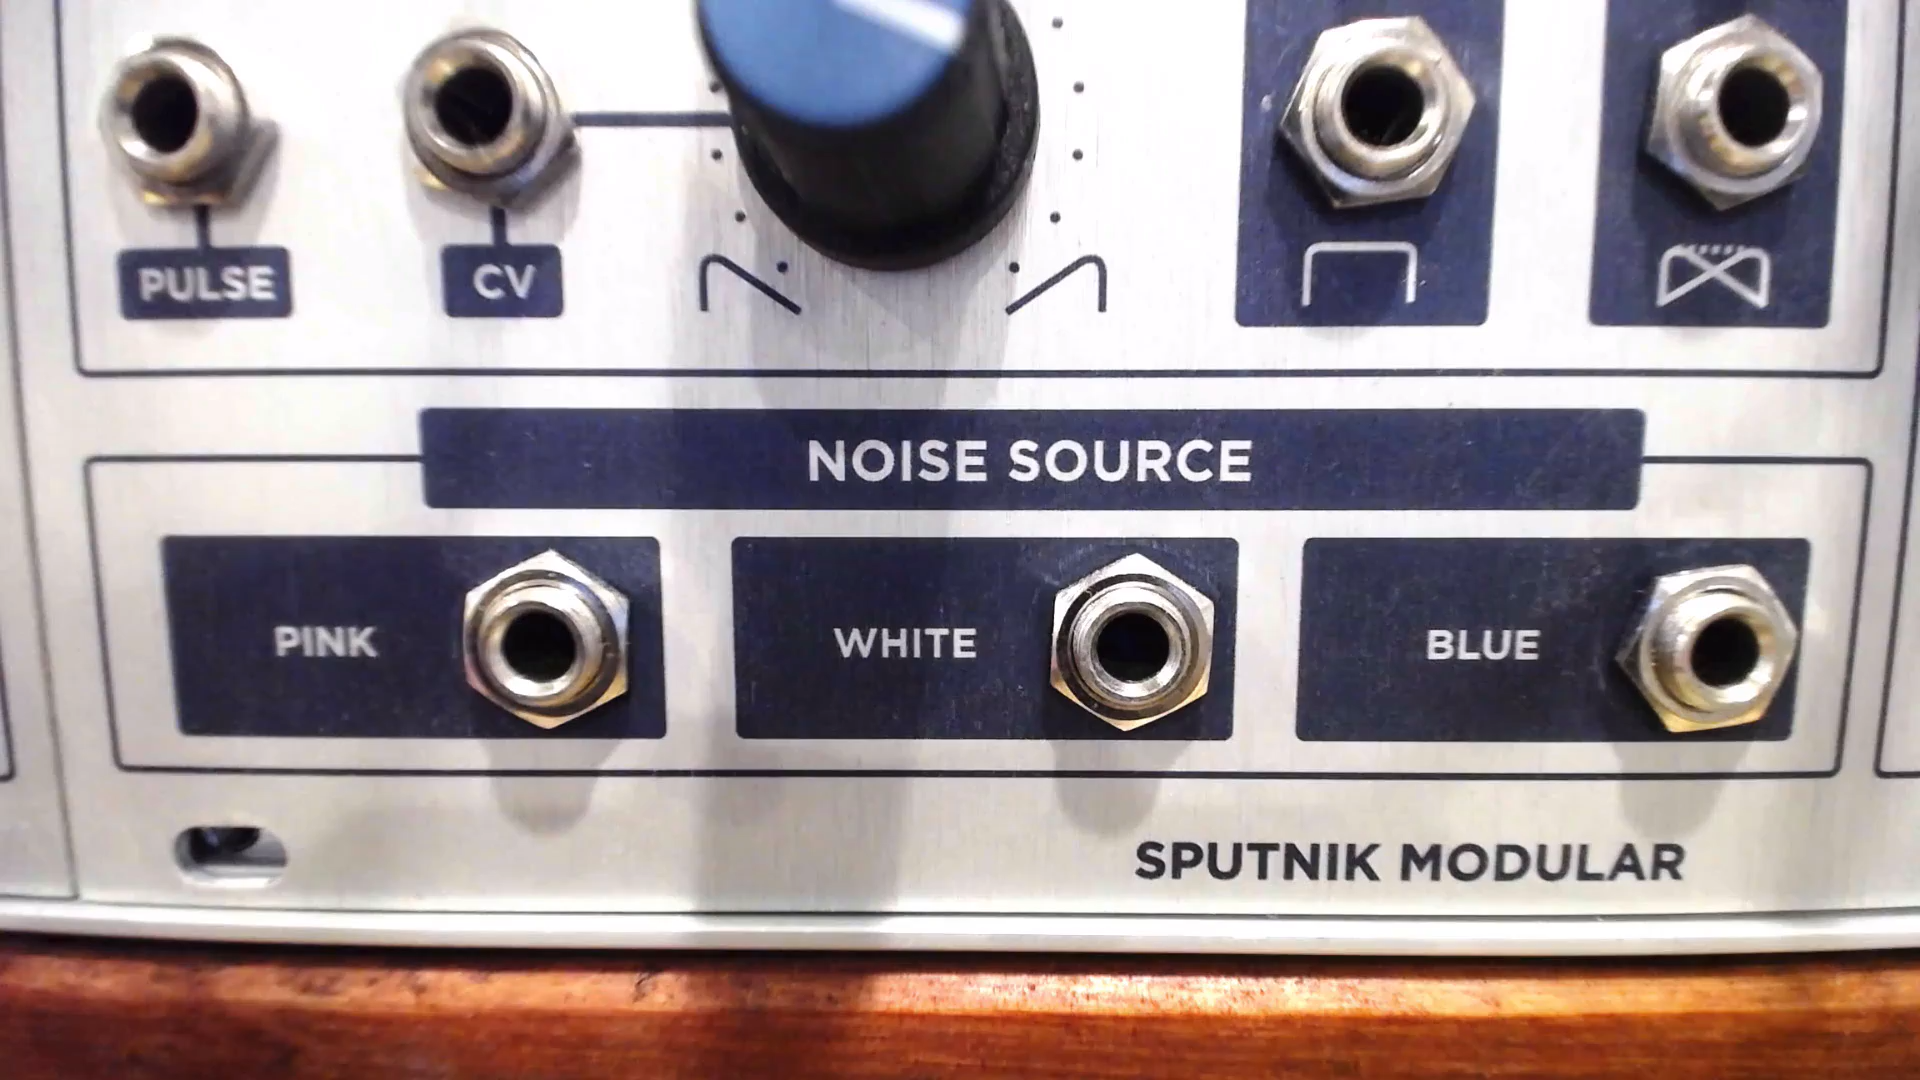 PULSE
CV
NOISE SOURCE
PINK
WHITE
BLUE
SPUTNIK MODULAR